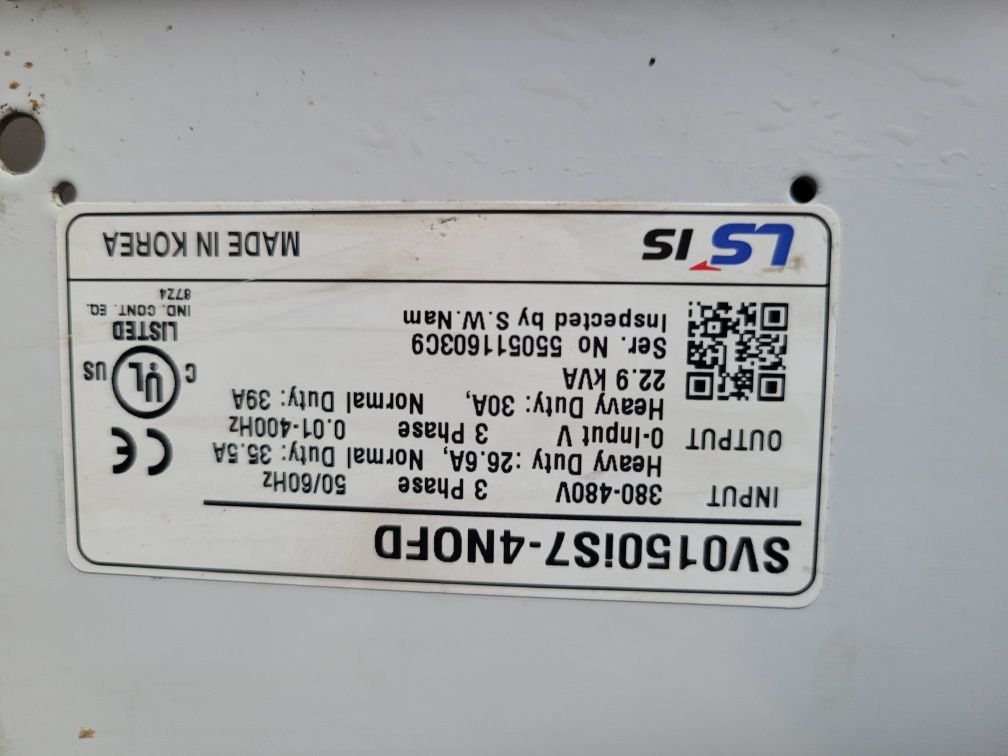 SV0150iS7-4NOFD
INPUT 380-480V 3 Phase 50/60Hz
Heavy Duty :26.6A, Normal Duty: 35.5A
OUTPUT 0-Input V 3 Phase 0.01-400Hz
Heavy Duty: 30A, Normal Duty: 39A
22.9 kVA
Ser. No 550511603C9
Inspected by S.W.Nam
CE
C UL US
LISTED
IND. CONT. EQ.
87Z4
LS IS MADE IN KOREA